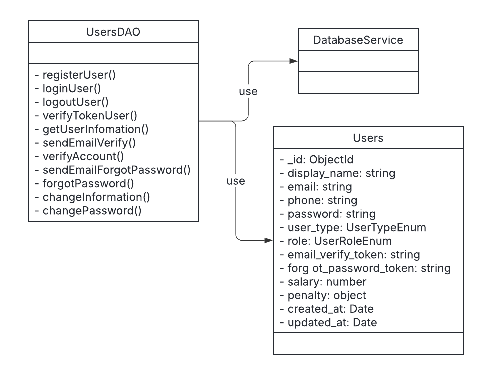 UsersDAO
- registerUser()
- loginUser()
- logoutUser()
- verifyTokenUser()
- getUserInfomation()
- sendEmailVerify()
- verifyAccount()
- sendEmailForgotPassword()
- forgotPassword()
- changeInformation()
- changePassword()
DatabaseService
use
use
Users
- _id: ObjectId
- display_name: string
- email: string
- phone: string
- password: string
- user_type: UserTypeEnum
- role: UserRoleEnum
- email_verify_token: string
- forg ot_password_token: string
- salary: number
- penalty: object
- created_at: Date
- updated_at: Date